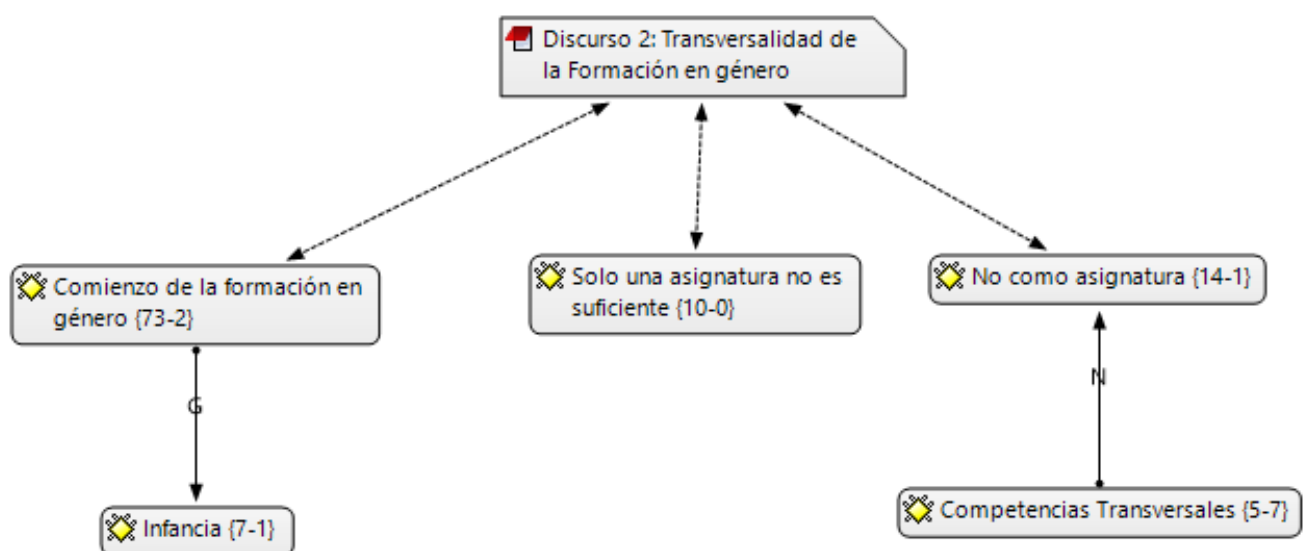 Discurso 2: Transversalidad de
la Formación en género
Comienzo de la formación en
género {73-2}
Solo una asignatura no es
suficiente {10-0}
No como asignatura {14-1}
G
N
Infancia {7-1}
Competencias Transversales {5-7}